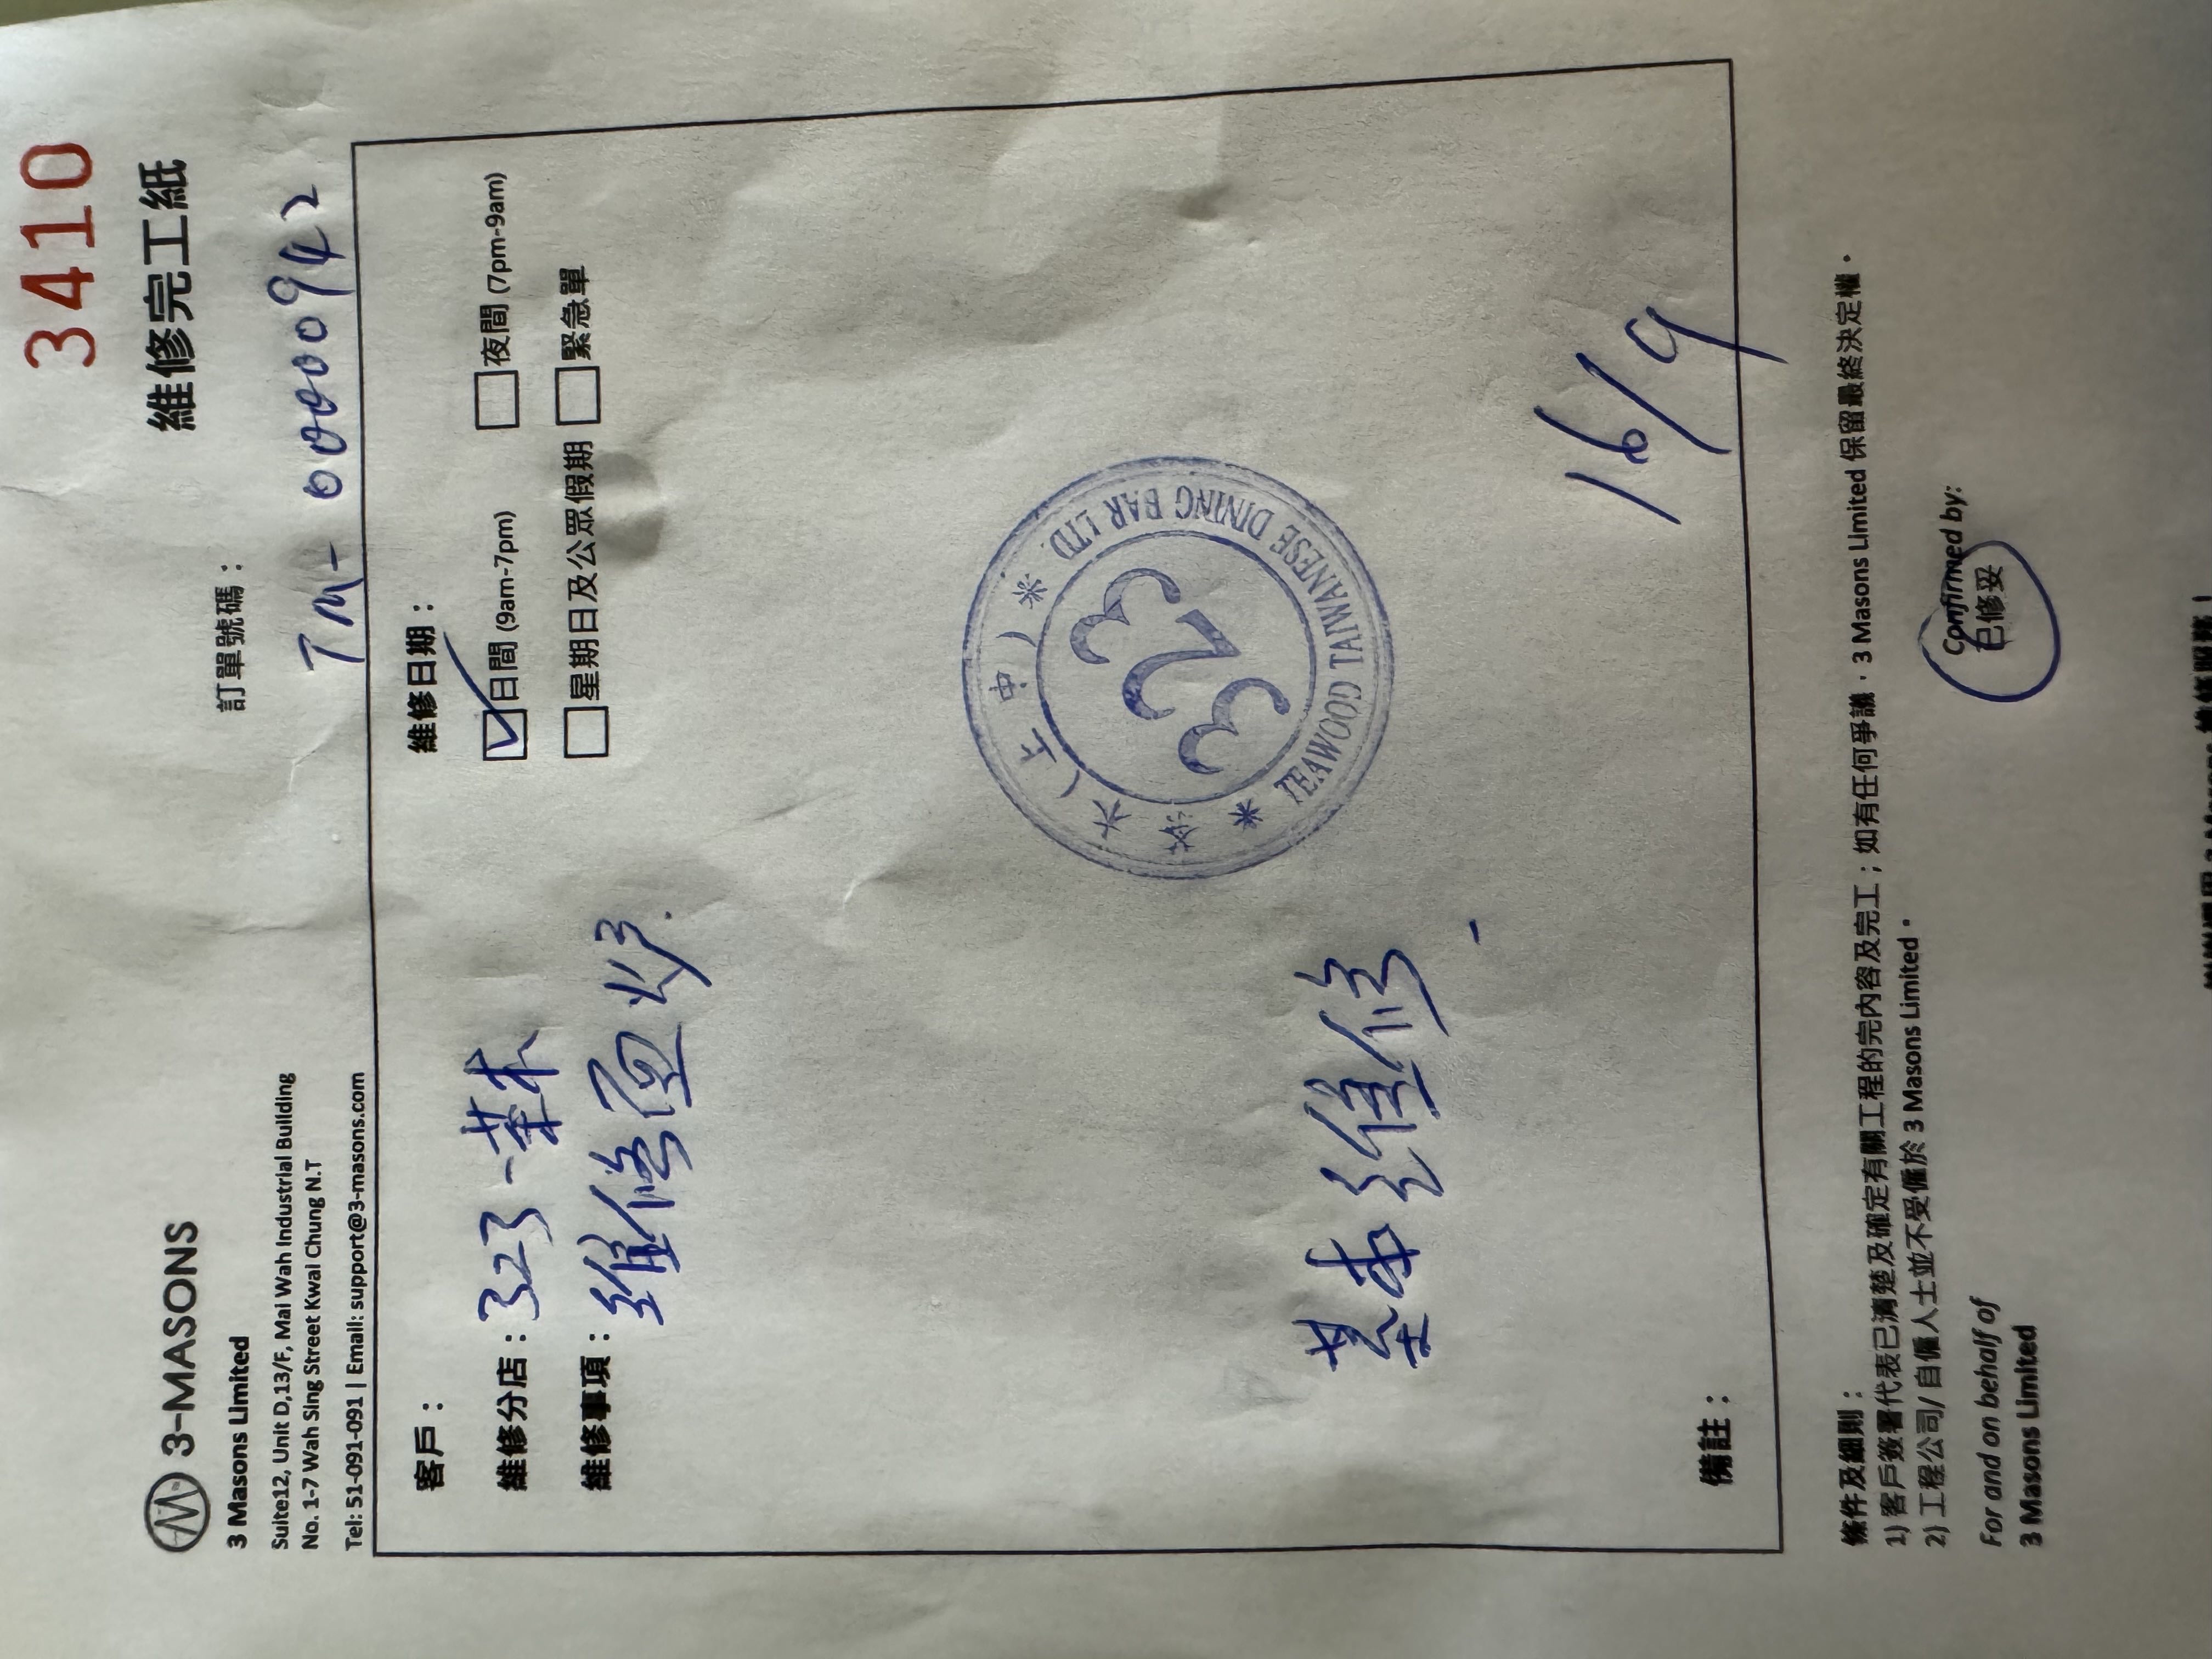 3410
3-MASONS
維修完工紙
3 Masons Limited
Suite12, Unit D,13/F, Mai Wah Industrial Building
No. 1-7 Wah Sing Street Kwai Chung N.T
Tel: 51-091-091 | Email: support@3-masons.com
訂單號碼：
TM- 00000942
客戶：
維修日期：
維修分店：323-葉
日間 (9am-7pm) 夜間 (7pm-9am)
維修事項：維修面炉.
星期日及公眾假期 緊急單
茶木（上中）
323
TEAWOOD TAIWANESE DINING BAR LTD.
基本維修
16/9
備註：
條件及細則：
1) 客戶簽署代表已清楚及確定有關工程的完內容及完工；如有任何爭議，3 Masons Limited 保留最終決定權。
2) 工程公司/ 自僱人士並不受僱於 3 Masons Limited。
For and on behalf of
3 Masons Limited
Confirmed by:
已修妥